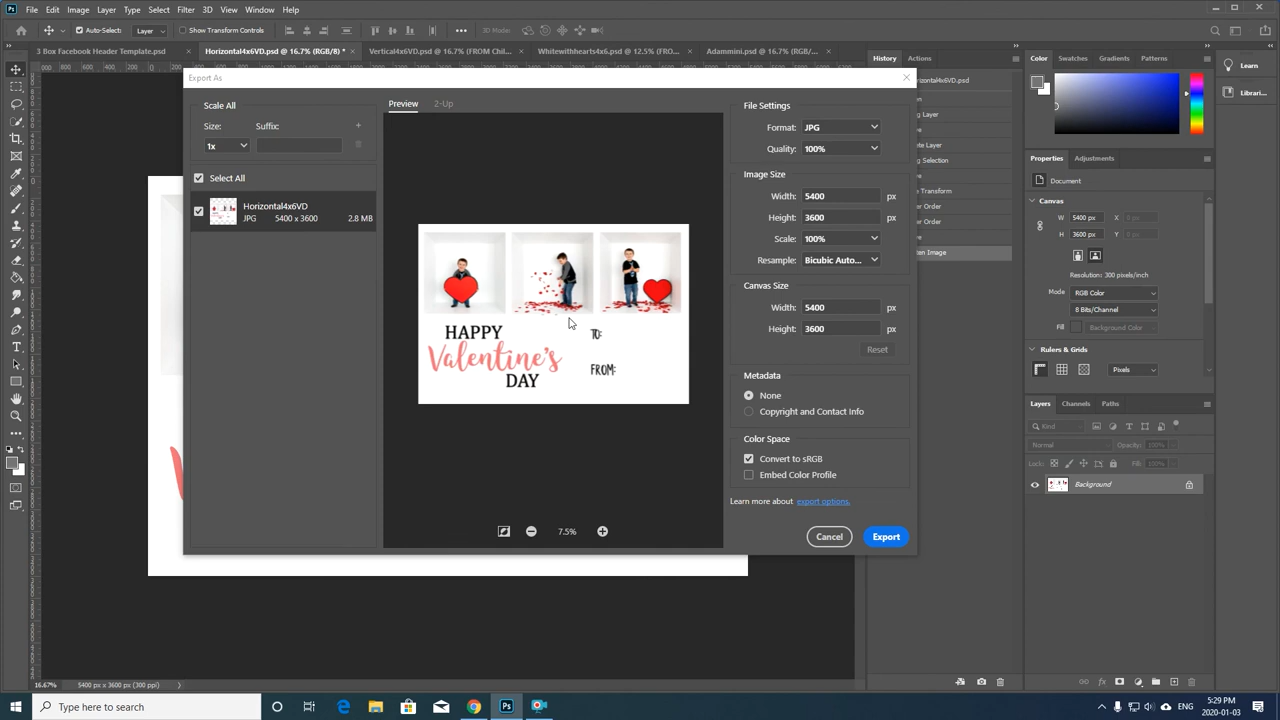 Ps File Edit Image Layer Type Select Filter 3D View Window Help
Auto-Select: Layer Show Transform Controls 3D Mode:
3 Box Facebook Header Template.psd × Horizontal4x6VD.psd @ 16.7% (RGB/8) * × Vertical4x6VD.psd @ 16.7% (FROM Chil... × Whitewithhearts4x6.psd @ 12.5% (FROM... × Adammini.psd @ 16.7% (RGB/... ×
History Actions
Color Swatches Gradients Patterns
Learn
Librari...
Export As
Scale All
Size: Suffix:
1x
Select All
Horizontal4x6VD
JPG 5400 x 3600 2.8 MB
Preview 2-Up
HAPPY
Valentine's
DAY
TO:
FROM:
7.5%
File Settings
Format: JPG
Quality: 100%
Image Size
Width: 5400 px
Height: 3600 px
Scale: 100%
Resample: Bicubic Auto...
Canvas Size
Width: 5400 px
Height: 3600 px
Reset
Metadata
None
Copyright and Contact Info
Color Space
Convert to sRGB
Embed Color Profile
Learn more about export options.
Cancel Export
Properties Adjustments
Document
Canvas
W 5400 px X 0 px
H 3600 px Y 0 px
Resolution: 300 pixels/inch
Mode RGB Color
8 Bits/Channel
Fill Background Color
Rulers & Grids
Pixels
Layers Channels Paths
Kind
Normal Opacity: 100%
Lock: Fill: 100%
Background
16.67% 5400 px x 3600 px (300 ppi)
Type here to search
ENG 5:29 PM
2020-01-03